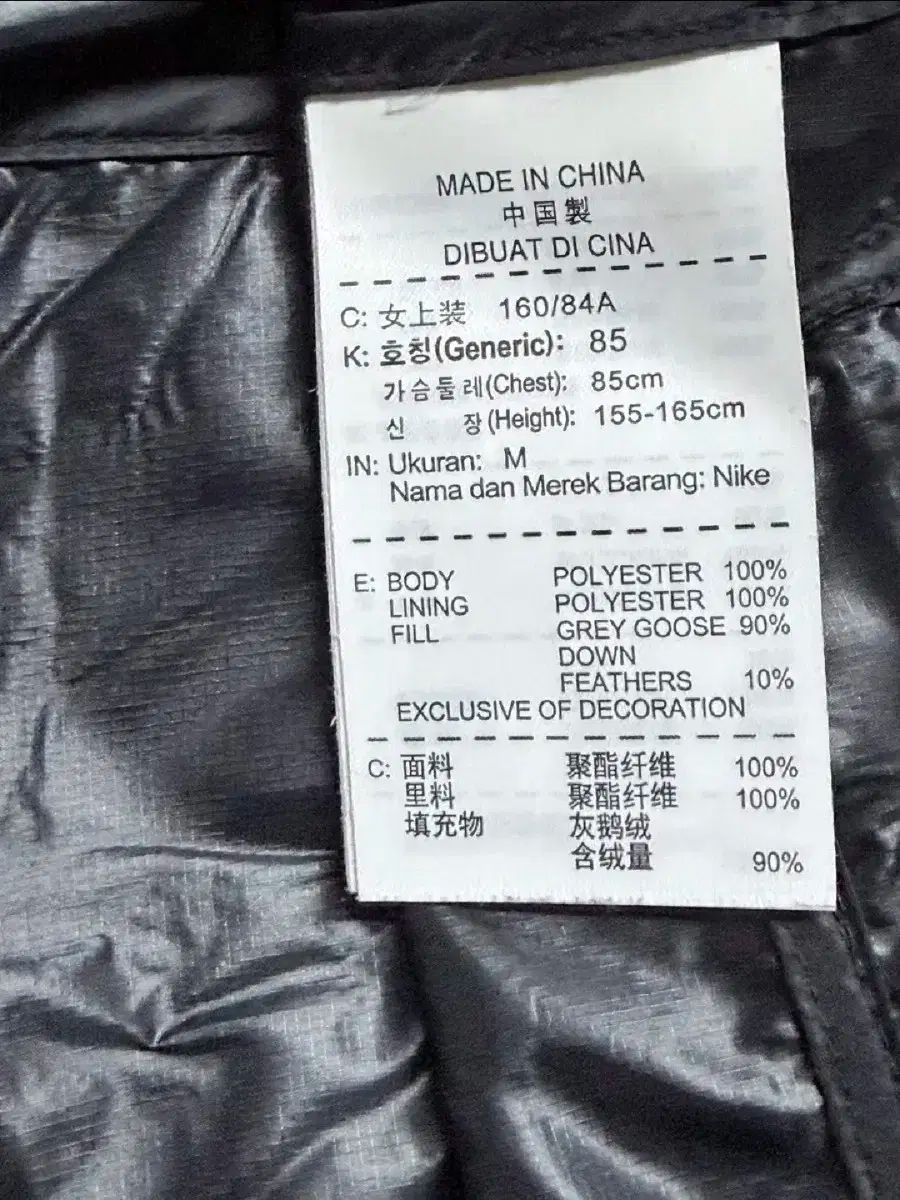 MADE IN CHINA
中国製
DIBUAT DI CINA
C: 女上装 160/84A
K: 호칭(Generic): 85
가슴둘레(Chest): 85cm
신 장(Height): 155-165cm
IN: Ukuran: M
Nama dan Merek Barang: Nike
E: BODY POLYESTER 100%
LINING POLYESTER 100%
FILL GREY GOOSE 90%
DOWN
FEATHERS 10%
EXCLUSIVE OF DECORATION
C: 面料 聚酯纤维 100%
里料 聚酯纤维 100%
填充物 灰鹅绒
含绒量 90%